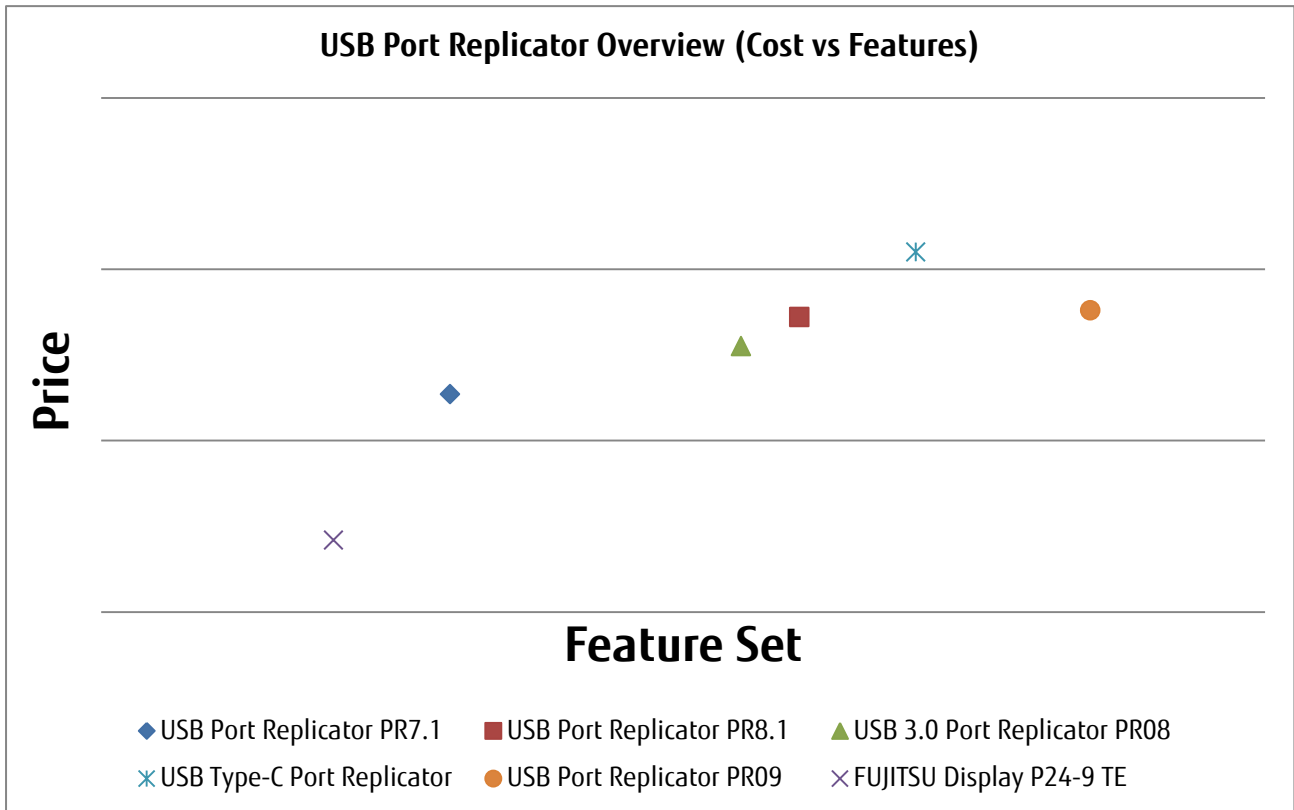 USB Port Replicator Overview (Cost vs Features)
Price
Feature Set
USB Port Replicator PR7.1
USB Port Replicator PR8.1
USB 3.0 Port Replicator PR08
USB Type-C Port Replicator
USB Port Replicator PR09
FUJITSU Display P24-9 TE